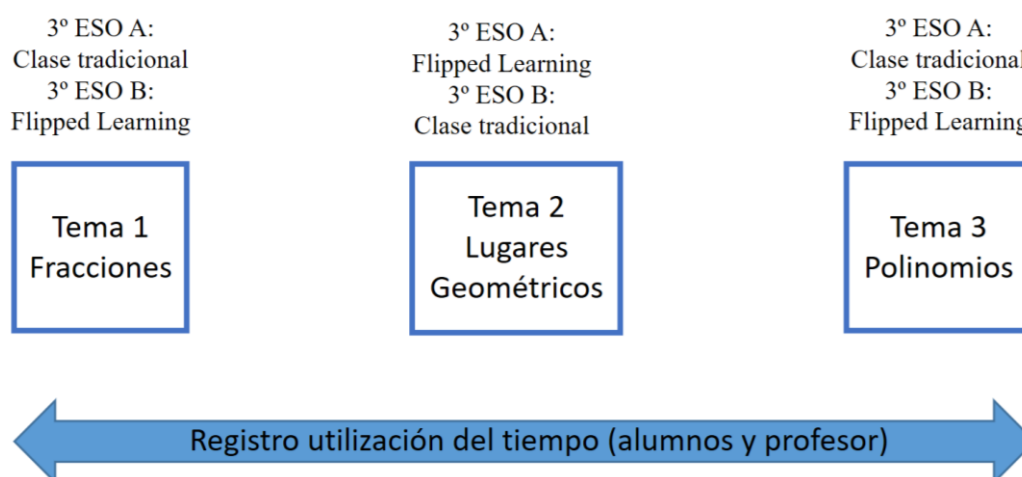 3º ESO A:
Clase tradicional
3º ESO B:
Flipped Learning
3º ESO A:
Flipped Learning
3º ESO B:
Clase tradicional
3º ESO A:
Clase tradicional
3º ESO B:
Flipped Learning
Tema 1
Fracciones
Tema 2
Lugares
Geométricos
Tema 3
Polinomios
Registro utilización del tiempo (alumnos y profesor)